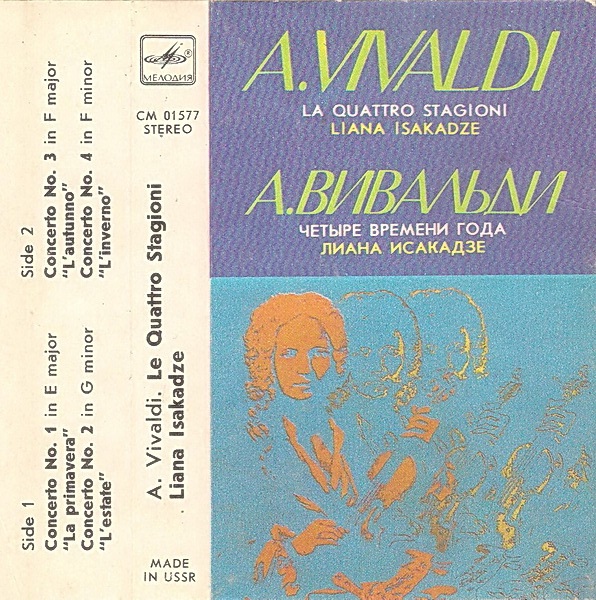 Side 1
Concerto No. 1 in E major
"La primavera"
Concerto No. 2 in G minor
"L'estate"
Side 2
Concerto No. 3 in F major
"L'autunno"
Concerto No. 4 in F minor
"L'inverno"
МЕЛОДИЯ
СМ 01577
STEREO
A. Vivaldi. Le Quattro Stagioni
Liana Isakadze
MADE
IN USSR
A.VIVALDI
LA QUATTRO STAGIONI
LIANA ISAKADZE
А.ВИВАЛЬДИ
ЧЕТЫРЕ ВРЕМЕНИ ГОДА
ЛИАНА ИСАКАДЗЕ